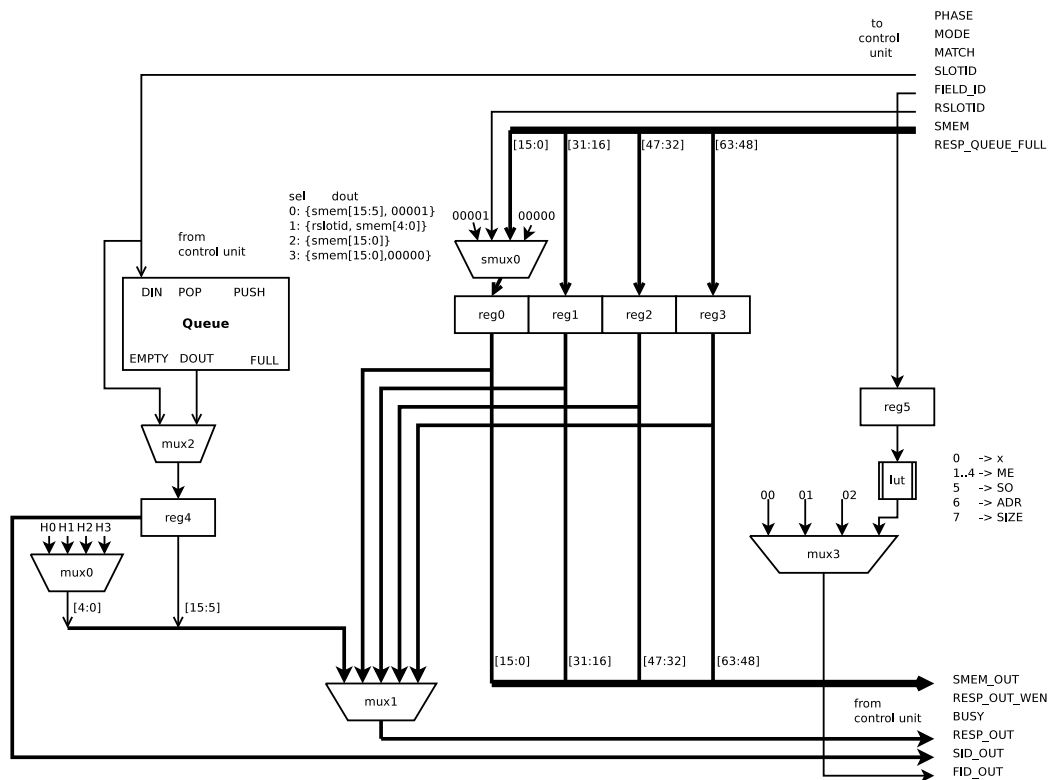 PHASE
to
control
unit
MODE
MATCH
SLOTID
FIELD_ID
RSLOTID
SMEM
RESP_QUEUE_FULL
[15:0] [31:16] [47:32] [63:48]
sel dout
0: {smem[15:5], 00001}
1: {rslotid, smem[4:0]}
2: {smem[15:0]}
3: {smem[15:0],00000}
00001 00000
smux0
from
control unit
DIN POP PUSH
Queue
EMPTY DOUT FULL
reg0 reg1 reg2 reg3
reg5
mux2
lut
0 -> x
1..4 -> ME
5 -> SO
6 -> ADR
7 -> SIZE
00 01 02
reg4
H0 H1 H2 H3
mux3
mux0
[4:0] [15:5]
[15:0] [31:16] [47:32] [63:48]
mux1
from
control unit
SMEM_OUT
RESP_OUT_WEN
BUSY
RESP_OUT
SID_OUT
FID_OUT